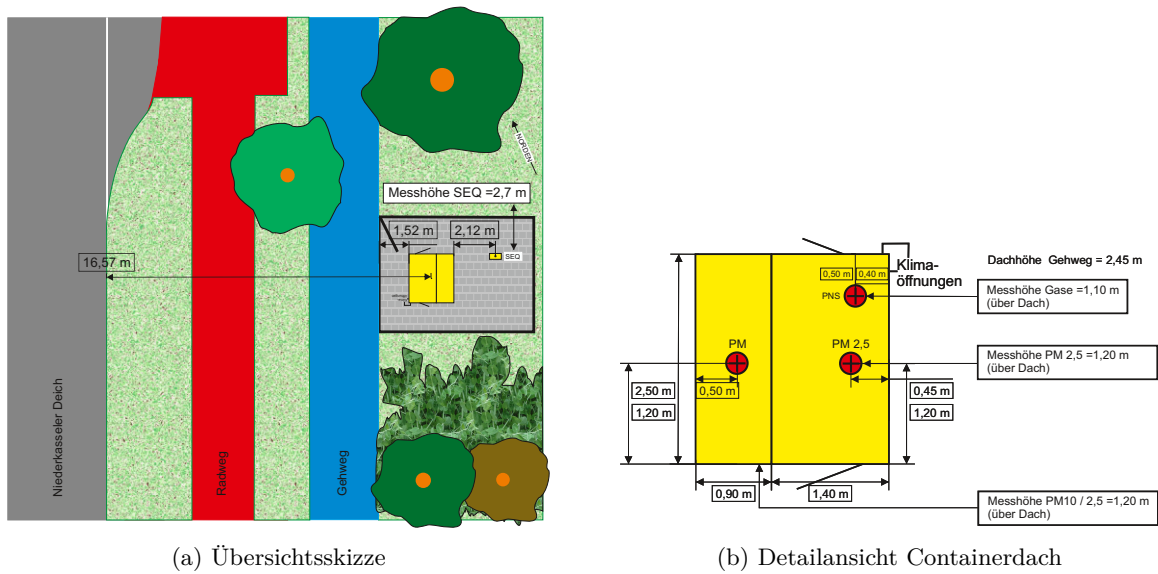 NORDEN
Messhöhe SEQ =2,7 m
1,52 m
2,12 m
SEQ
16,57 m
Niederkasseler Deich
Radweg
Gehweg
(a) Übersichtsskizze
Dachhöhe Gehweg = 2,45 m
Klima-
öffnungen
0,50 m
0,40 m
PNS
Messhöhe Gase =1,10 m
(über Dach)
PM
PM 2,5
Messhöhe PM 2,5 =1,20 m
(über Dach)
0,50 m
2,50 m
1,20 m
0,45 m
1,20 m
0,90 m
1,40 m
Messhöhe PM10 / 2,5 =1,20 m
(über Dach)
(b) Detailansicht Containerdach